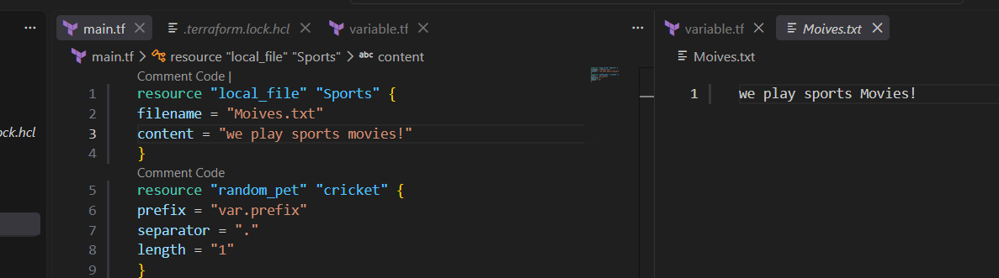 ... main.tf .terraform.lock.hcl variable.tf ... variable.tf Moives.txt
main.tf > resource "local_file" "Sports" > abc content
Moives.txt
Comment Code |
1 resource "local_file" "Sports" {
2 filename = "Moives.txt"
3 content = "we play sports movies!"
4 }
Comment Code
5 resource "random_pet" "cricket" {
6 prefix = "var.prefix"
7 separator = "."
8 length = "1"
9 }
ock.hcl
1 we play sports Movies!